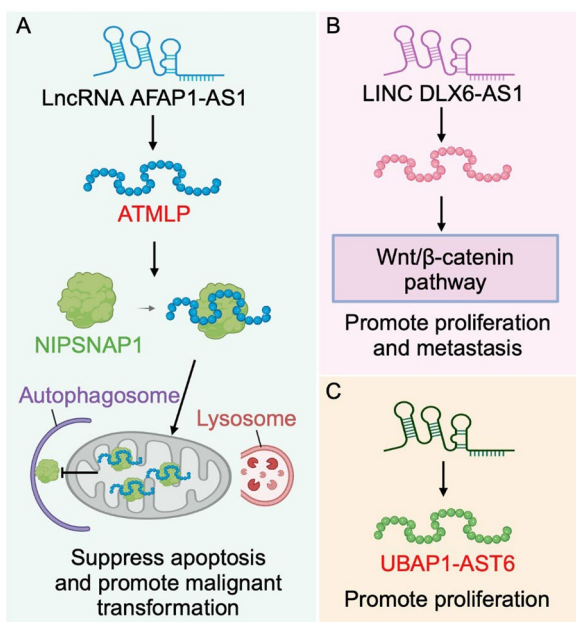 A
LncRNA AFAP1-AS1
ATMLP
NIPSNAP1
Autophagosome
Lysosome
Suppress apoptosis
and promote malignant
transformation
B
LINC DLX6-AS1
Wnt/β-catenin
pathway
Promote proliferation
and metastasis
C
UBAP1-AST6
Promote proliferation